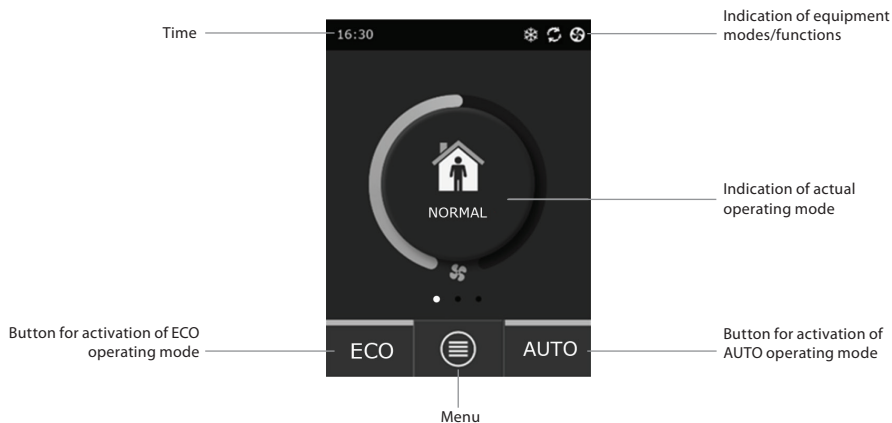 Indication of equipment
modes/functions
Time
16:30
Indication of actual
operating mode
NORMAL
Button for activation of ECO
operating mode
ECO
AUTO
Button for activation of
AUTO operating mode
Menu